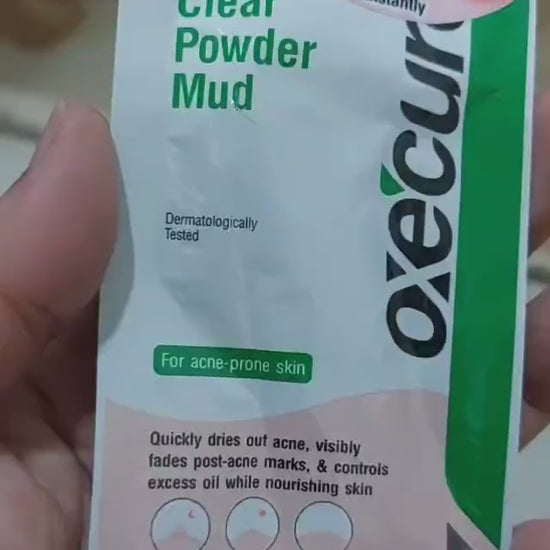 instantly
Clear
Powder
Mud
oxecure
Dermatologically
Tested
For acne-prone skin
Quickly dries out acne, visibly
fades post-acne marks, & controls
excess oil while nourishing skin